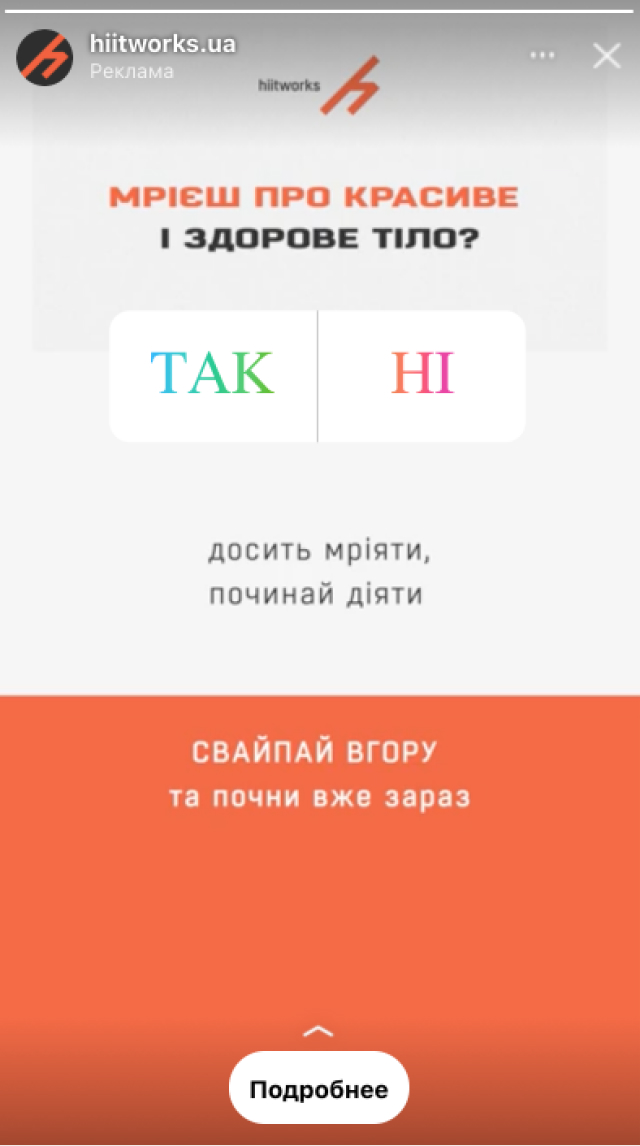 hiitworks.ua
Реклама
hiitworks
МРІЄШ ПРО КРАСИВЕ
І ЗДОРОВЕ ТІЛО?
ТАК НІ
досить мріяти,
починай діяти
СВАЙПАЙ ВГОРУ
та почни вже зараз
Подробнее